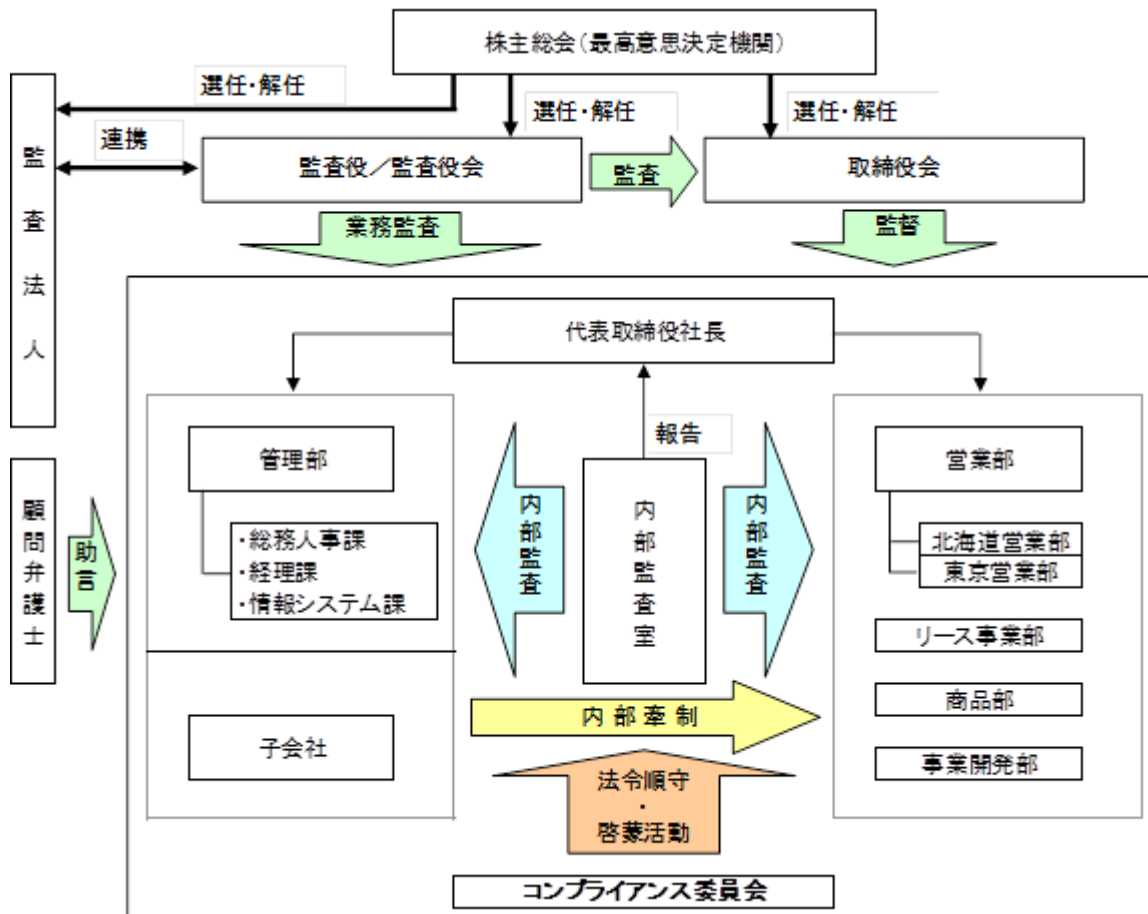 株主総会(最高意思決定機関)
選任・解任
選任・解任
選任・解任
監査法人
連携
監査役／監査役会
監査
取締役会
業務監査
監督
代表取締役社長
報告
管理部
・総務人事課
・経理課
・情報システム課
子会社
内部監査
内部監査室
内部監査
営業部
北海道営業部
東京営業部
リース事業部
商品部
事業開発部
顧問弁護士
助言
内部牽制
法令順守
・
啓蒙活動
コンプライアンス委員会